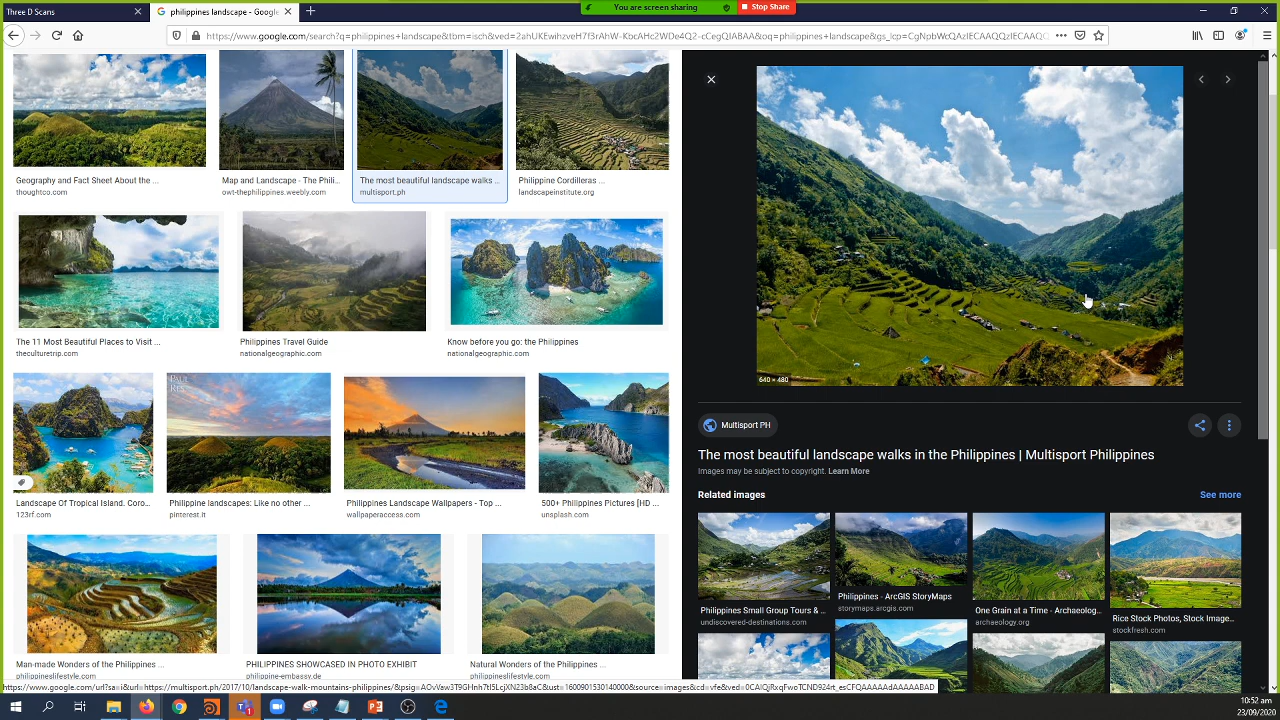 Three D Scans
philippines landscape - Google
You are screen sharing
Stop Share
Geography and Fact Sheet About the ...
thoughtco.com
Map and Landscape - The Phili...
owt-thephilippines.weebly.com
The most beautiful landscape walks ...
multisport.ph
Philippine Cordilleras ...
landscapeinstitute.org
The 11 Most Beautiful Places to Visit ...
theculturetrip.com
Philippines Travel Guide
nationalgeographic.com
Know before you go: the Philippines
nationalgeographic.com
Landscape Of Tropical Island. Coro...
123rf.com
Philippine landscapes: Like no other ...
pinterest.it
Philippines Landscape Wallpapers - Top ...
wallpaperaccess.com
500+ Philippines Pictures [HD ...
unsplash.com
Man-made Wonders of the Philippines ...
philippineslifestyle.com
PHILIPPINES SHOWCASED IN PHOTO EXHIBIT
philippine-embassy.de
Natural Wonders of the Philippines ...
philippineslifestyle.com
640 × 480
Multisport PH
The most beautiful landscape walks in the Philippines | Multisport Philippines
Images may be subject to copyright. Learn More
Related images
See more
Philippines Small Group Tours & ...
undiscovered-destinations.com
Philippines - ArcGIS StoryMaps
storymaps.arcgis.com
One Grain at a Time - Archaeolog...
archaeology.org
Rice Stock Photos, Stock Image...
stockfresh.com
10:52 am
23/09/2020